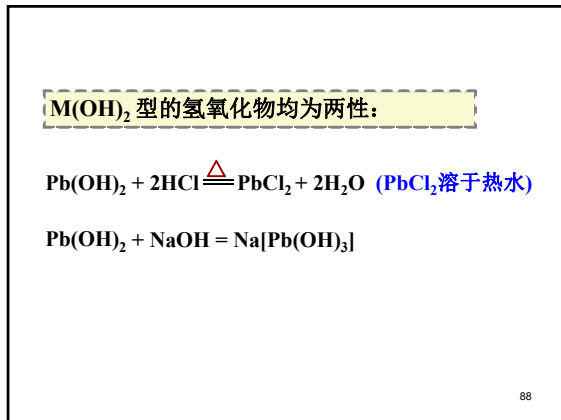 M(OH)₂ 型的氢氧化物均为两性：
Pb(OH)₂ + 2HCl ≜ PbCl₂ + 2H₂O (PbCl₂溶于热水)
Pb(OH)₂ + NaOH = Na[Pb(OH)₃]
88